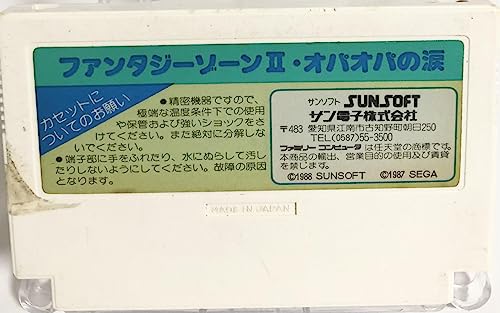 ファンタジーゾーンⅡ・オパオパの涙
カセットに
ついてのお願い
●精密機器ですので、
極端な温度条件下での使用
や保管および強いショックをさ
けてください。また絶対に分解しな
いでください。
●端子部に手をふれたり、水にぬらして汚し
たりしないようにしてください。故障の原因
となります。
サンソフト SUNSOFT
サン電子株式会社
〒483 愛知県江南市古知野町朝日250
TEL(0587)55-3500
ファミリーコンピュータは任天堂の商標です。
本商品の輸出、営業目的の使用及び賃貸
を禁じます。
©1988 SUNSOFT ©1987 SEGA
MADE IN JAPAN